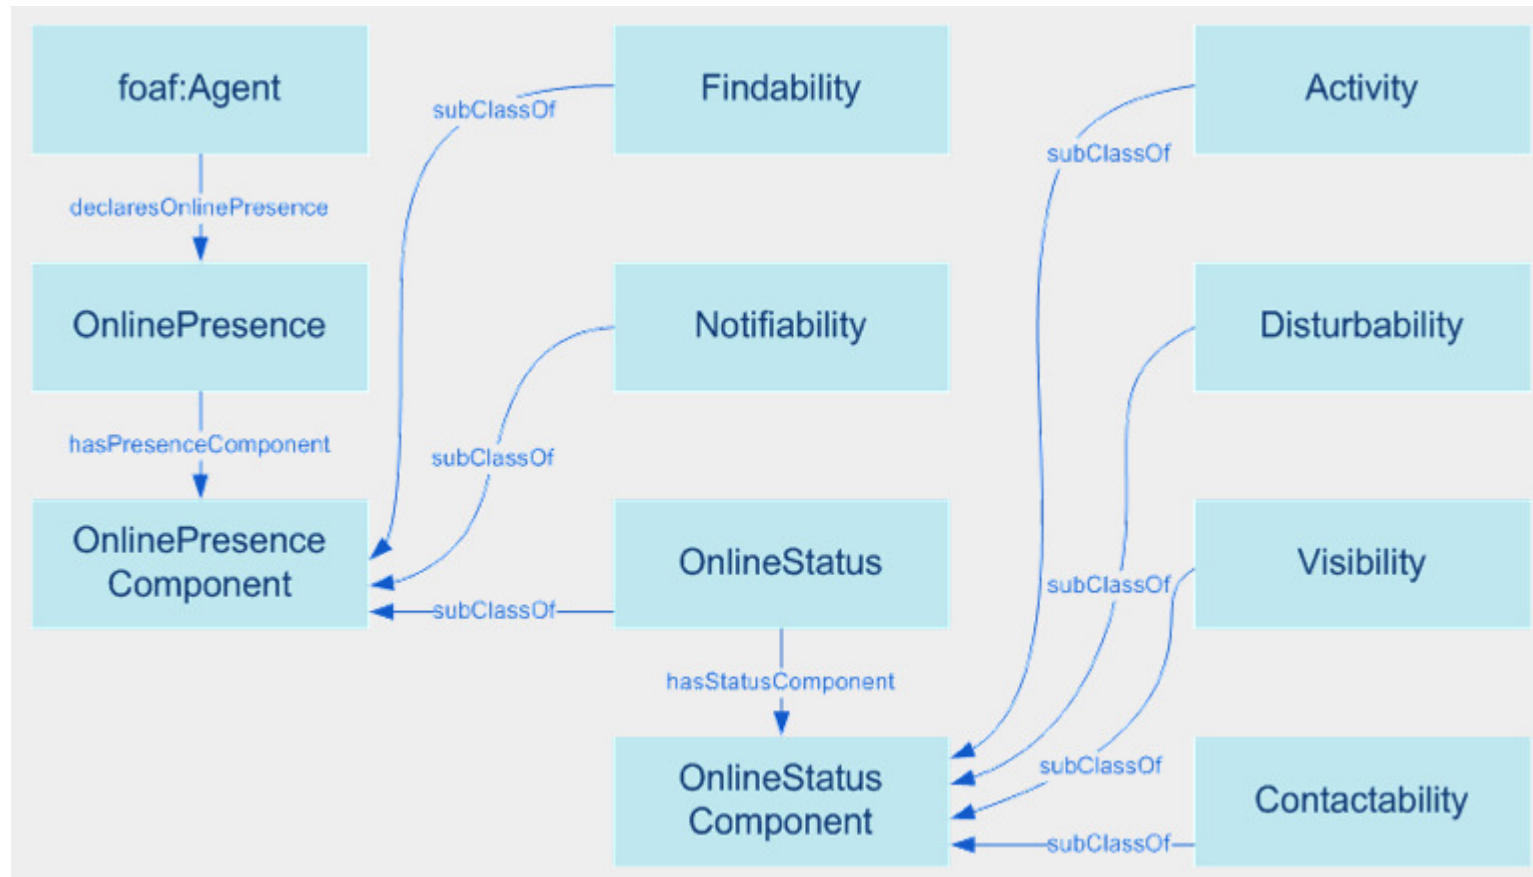 foaf:Agent
Findability
Activity
subClassOf
subClassOf
declaresOnlinePresence
OnlinePresence
Notifiability
Disturbability
hasPresenceComponent
subClassOf
OnlinePresence
Component
OnlineStatus
Visibility
subClassOf
subClassOf
hasStatusComponent
OnlineStatus
Component
subClassOf
Contactability
subClassOf